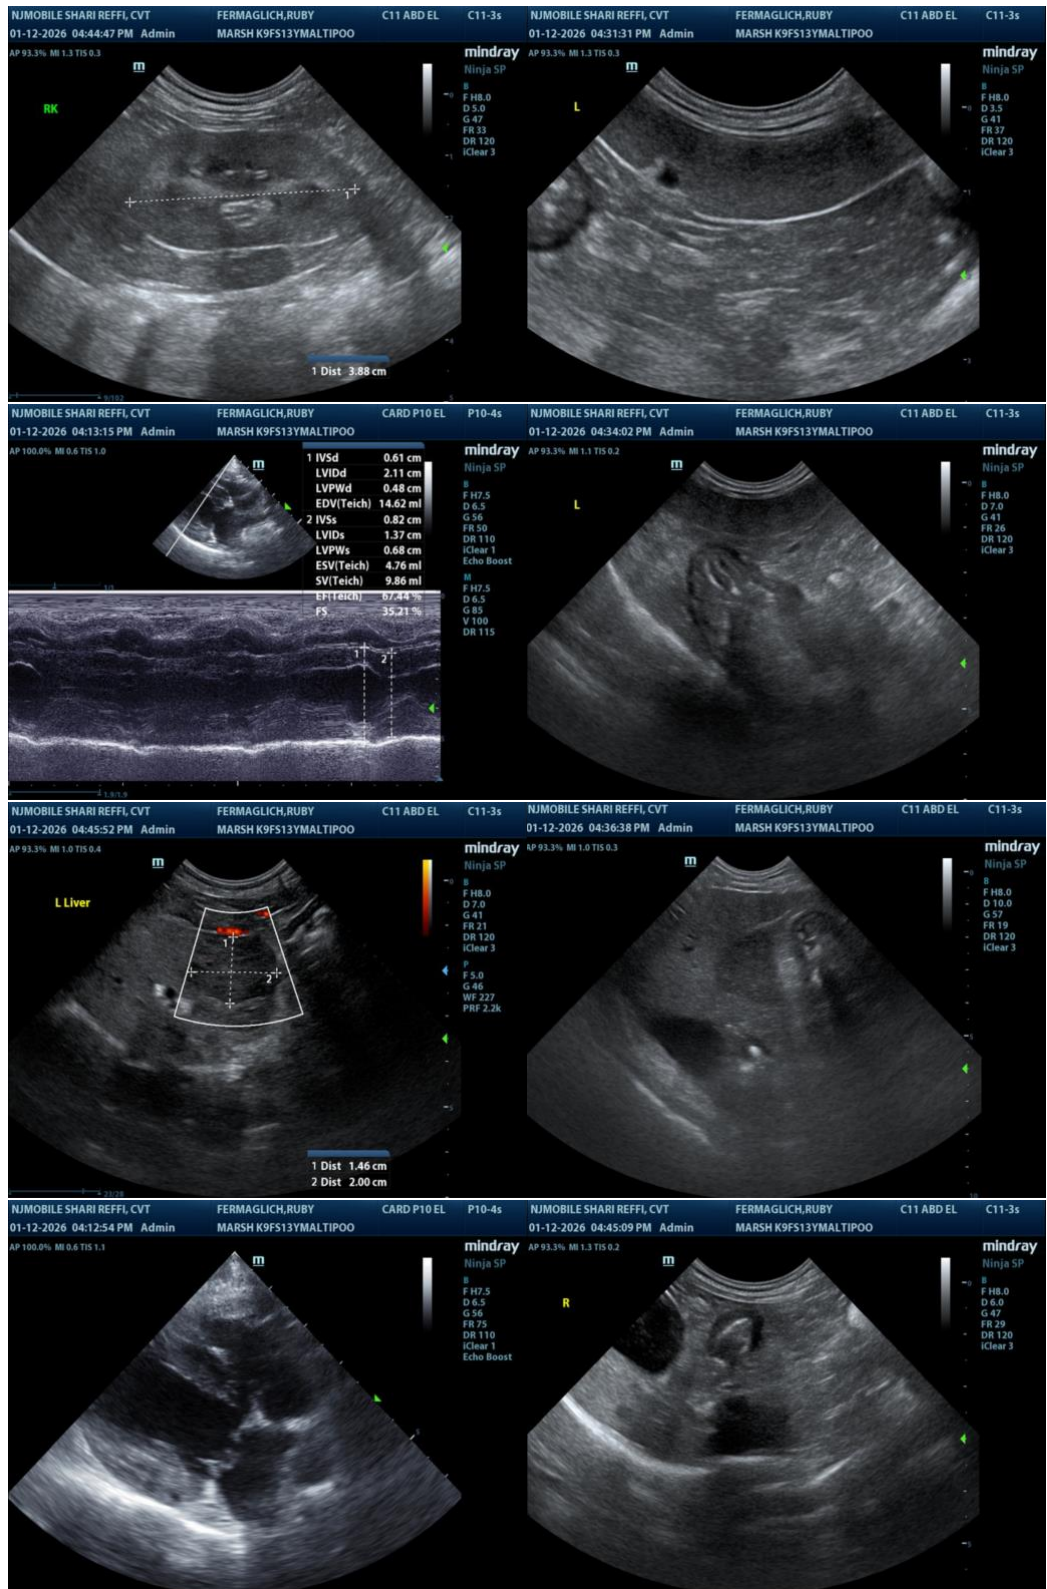 NJMOBILE SHARI REFFI, CVT FERMAGLICH,RUBY C11 ABD EL C11-3s
01-12-2026 04:44:47 PM Admin MARSH K9FS13YMALTIPOO
AP 93.3% MI 1.3 TIS 0.3
mindray
Ninja SP
m
RK
B
F H8.0
D 5.0
G 47
FR 33
DR 120
iClear 3
1
1 Dist 3.88 cm
9/102
NJMOBILE SHARI REFFI, CVT FERMAGLICH,RUBY C11 ABD EL C11-3s
01-12-2026 04:31:31 PM Admin MARSH K9FS13YMALTIPOO
AP 93.3% MI 1.3 TIS 0.3
mindray
Ninja SP
m
L
B
F H8.0
D 3.5
G 41
FR 37
DR 120
iClear 3
NJMOBILE SHARI REFFI, CVT FERMAGLICH,RUBY CARD P10 EL P10-4s
01-12-2026 04:13:15 PM Admin MARSH K9FS13YMALTIPOO
AP 100.0% MI 0.6 TIS 1.0
mindray
Ninja SP
m
1 IVSd 0.61 cm
LVIDd 2.11 cm
LVPWd 0.48 cm
EDV(Teich) 14.62 ml
2 IVSs 0.82 cm
LVIDs 1.37 cm
LVPWs 0.68 cm
ESV(Teich) 4.76 ml
SV(Teich) 9.86 ml
EF(Teich) 67.44 %
FS 35.21 %
B
F H7.5
D 6.5
G 56
FR 50
DR 110
iClear 1
Echo Boost
M
F H7.5
D 6.5
G 85
V 100
DR 115
1
2
NJMOBILE SHARI REFFI, CVT FERMAGLICH,RUBY C11 ABD EL C11-3s
01-12-2026 04:34:02 PM Admin MARSH K9FS13YMALTIPOO
AP 93.3% MI 1.1 TIS 0.2
mindray
Ninja SP
m
L
B
F H8.0
D 7.0
G 41
FR 26
DR 120
iClear 3
NJMOBILE SHARI REFFI, CVT FERMAGLICH,RUBY C11 ABD EL C11-3s
01-12-2026 04:45:52 PM Admin MARSH K9FS13YMALTIPOO
AP 93.3% MI 1.0 TIS 0.4
mindray
Ninja SP
m
L Liver
B
F H8.0
D 7.0
G 41
FR 21
DR 120
iClear 3
P
F 5.0
G 46
WF 227
PRF 2.2k
1
2
1 Dist 1.46 cm
2 Dist 2.00 cm
23/28
NJMOBILE SHARI REFFI, CVT FERMAGLICH,RUBY C11 ABD EL C11-3s
01-12-2026 04:36:38 PM Admin MARSH K9FS13YMALTIPOO
AP 93.3% MI 1.0 TIS 0.3
mindray
Ninja SP
m
B
F H8.0
D 10.0
G 57
FR 19
DR 120
iClear 3
NJMOBILE SHARI REFFI, CVT FERMAGLICH,RUBY CARD P10 EL P10-4s
01-12-2026 04:12:54 PM Admin MARSH K9FS13YMALTIPOO
AP 100.0% MI 0.6 TIS 1.1
mindray
Ninja SP
m
B
F H7.5
D 6.5
G 56
FR 75
DR 110
iClear 1
Echo Boost
NJMOBILE SHARI REFFI, CVT FERMAGLICH,RUBY C11 ABD EL C11-3s
01-12-2026 04:45:09 PM Admin MARSH K9FS13YMALTIPOO
AP 93.3% MI 1.3 TIS 0.2
mindray
Ninja SP
m
R
B
F H8.0
D 6.0
G 47
FR 29
DR 120
iClear 3